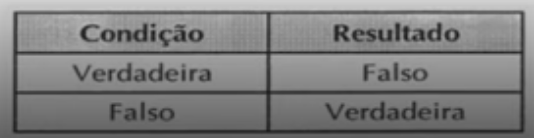 Condição Resultado
Verdadeira Falso
Falso Verdadeira